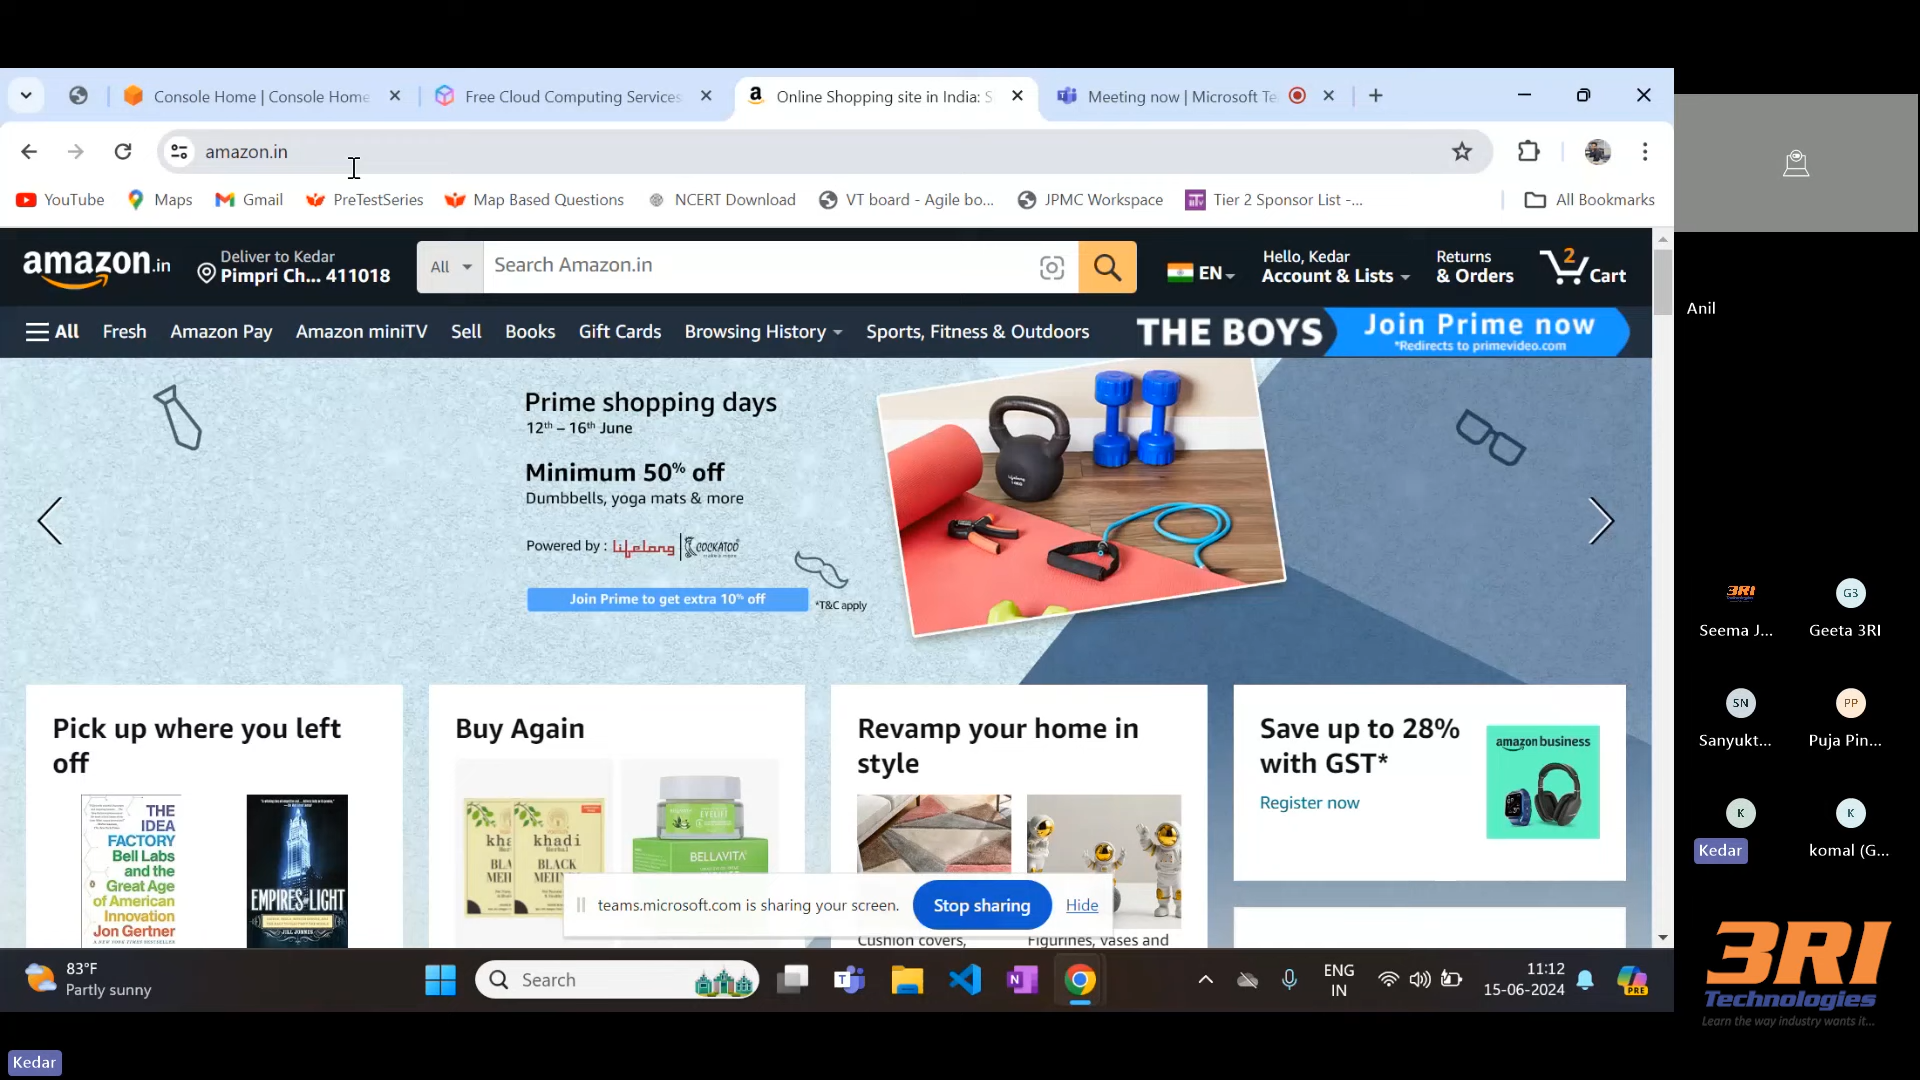 Console Home | Console Home
Free Cloud Computing Services
Online Shopping site in India: S
Meeting now | Microsoft Te
amazon.in
YouTube
Maps
Gmail
PreTestSeries
Map Based Questions
NCERT Download
VT board - Agile bo...
JPMC Workspace
Tier 2 Sponsor List -...
All Bookmarks
amazon.in
Deliver to Kedar
Pimpri Ch... 411018
All
Search Amazon.in
EN
Hello, Kedar
Account & Lists
Returns
& Orders
2
Cart
All
Fresh
Amazon Pay
Amazon miniTV
Sell
Books
Gift Cards
Browsing History
Sports, Fitness & Outdoors
THE BOYS
Join Prime now
*Redirects to primevideo.com
Prime shopping days
12th – 16th June
Minimum 50% off
Dumbbells, yoga mats & more
Powered by : Lifelong
COCKATOO
Join Prime to get extra 10% off
*T&C apply
Pick up where you left
off
THE
IDEA
FACTORY
Bell Labs
and the
Great Age
of American
Innovation
Jon Gertner
EMPIRES OF LIGHT
JILL JONNES
Buy Again
khadi
Herbal
BLACK
BELLAVITA
Revamp your home in
style
Cushion covers,
Figurines, vases and
Save up to 28%
with GST*
Register now
amazon business
teams.microsoft.com is sharing your screen.
Stop sharing
Hide
83°F
Partly sunny
Search
ENG
IN
11:12
15-06-2024
PRE
Anil
3RI
Seema J...
G3
Geeta 3RI
SN
Sanyukt...
PP
Puja Pin...
K
Kedar
K
komal (G...
3RI
Technologies
Learn the way industry wants it...
Kedar